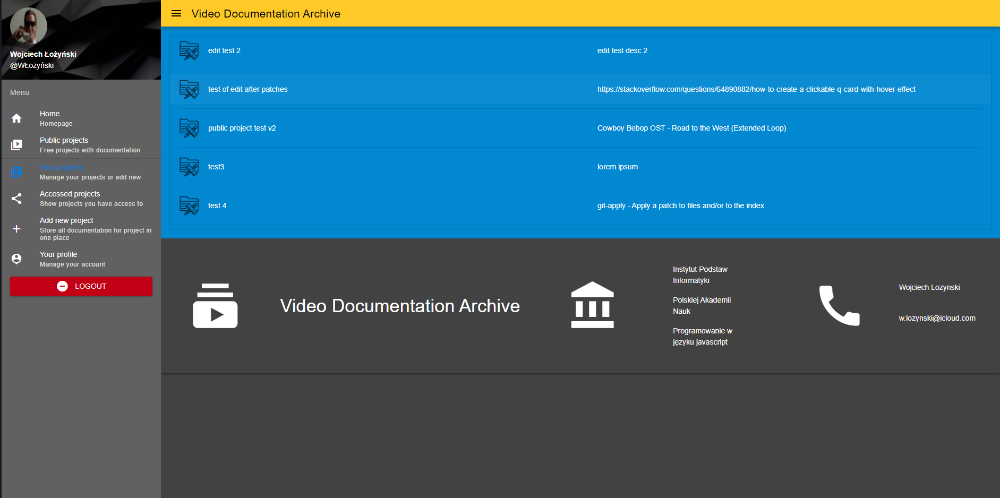 Wojciech Łożyński
@WŁożyński
Menu
Home
Homepage
Public projects
Free projects with documentation
Your projects
Manage your projects or add new
Accessed projects
Show projects you have access to
Add new project
Store all documentation for project in
one place
Your profile
Manage your account
LOGOUT
Video Documentation Archive
edit test 2 edit test desc 2
test of edit after patches https://stackoverflow.com/questions/64890882/how-to-create-a-clickable-q-card-with-hover-effect
public project test v2 Cowboy Bebop OST - Road to the West (Extended Loop)
test3 lorem ipsum
test 4 git-apply - Apply a patch to files and/or to the index
Video Documentation Archive
Instytut Podstaw
Informatyki
Polskiej Akademii
Nauk
Programowanie w
języku javascript
Wojciech Lozynski
w.lozynski@icloud.com